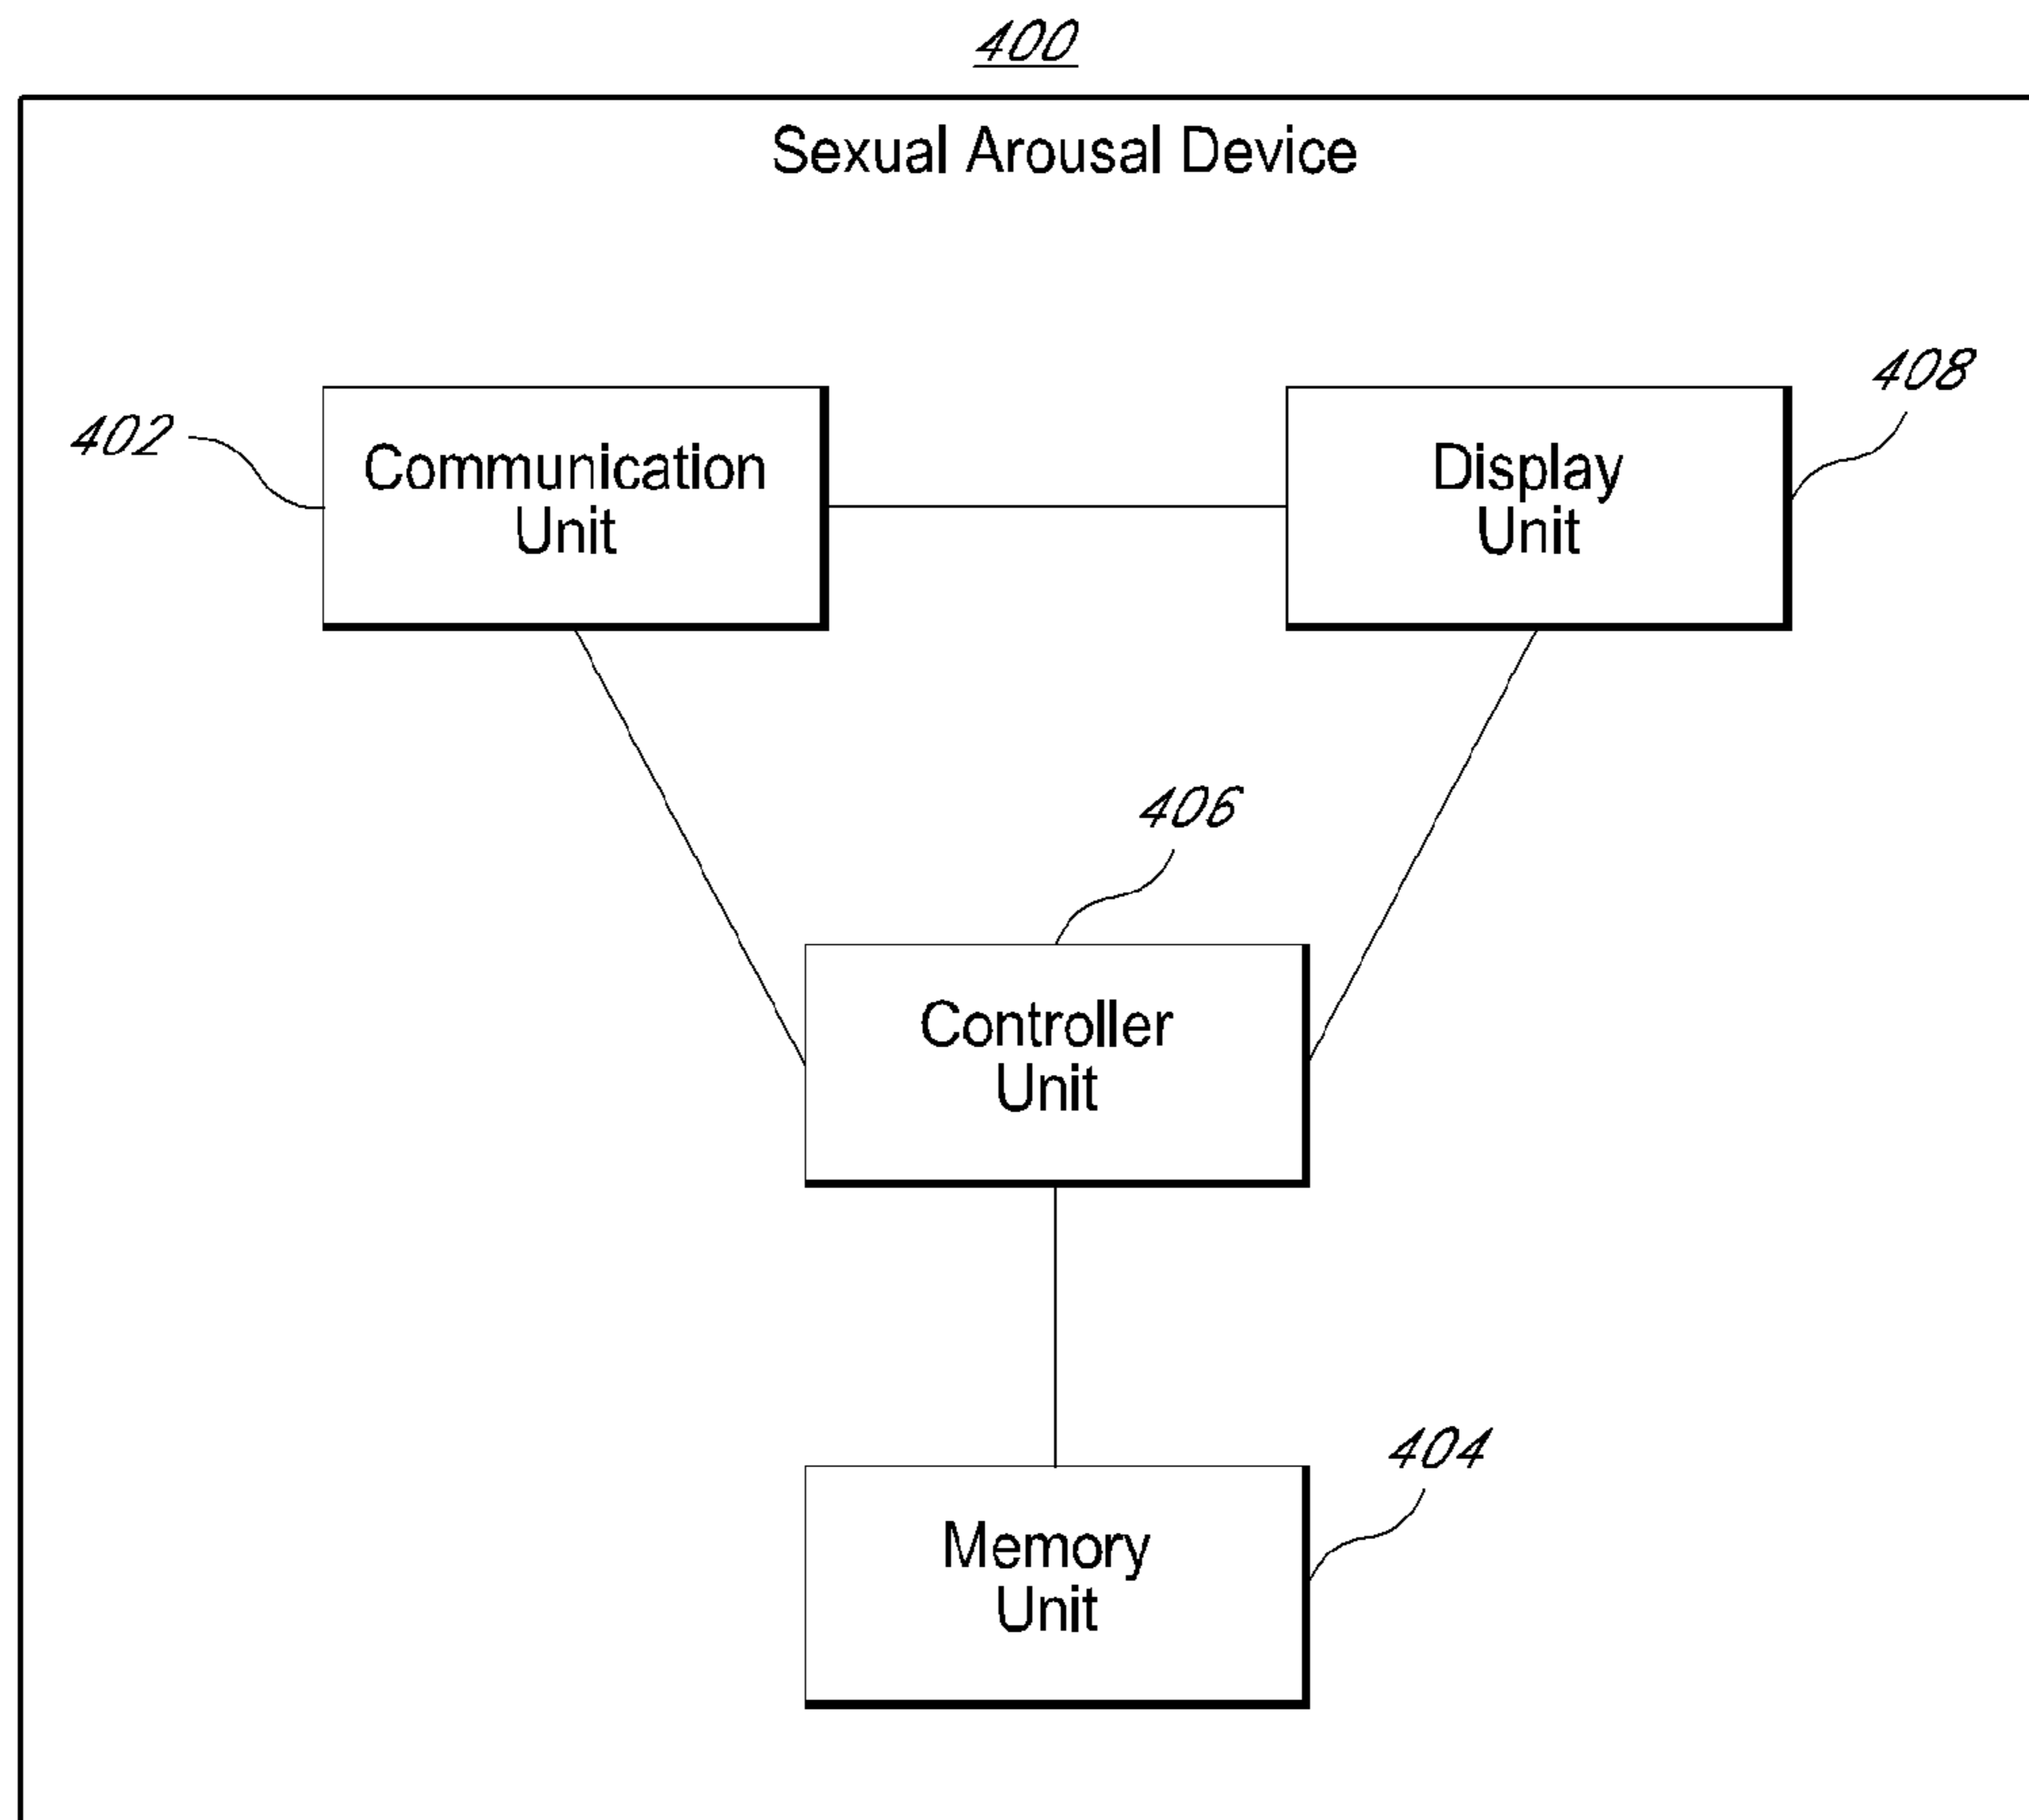 400
Sexual Arousal Device
408
402
Communication
Unit
Display
Unit
406
Controller
Unit
404
Memory
Unit